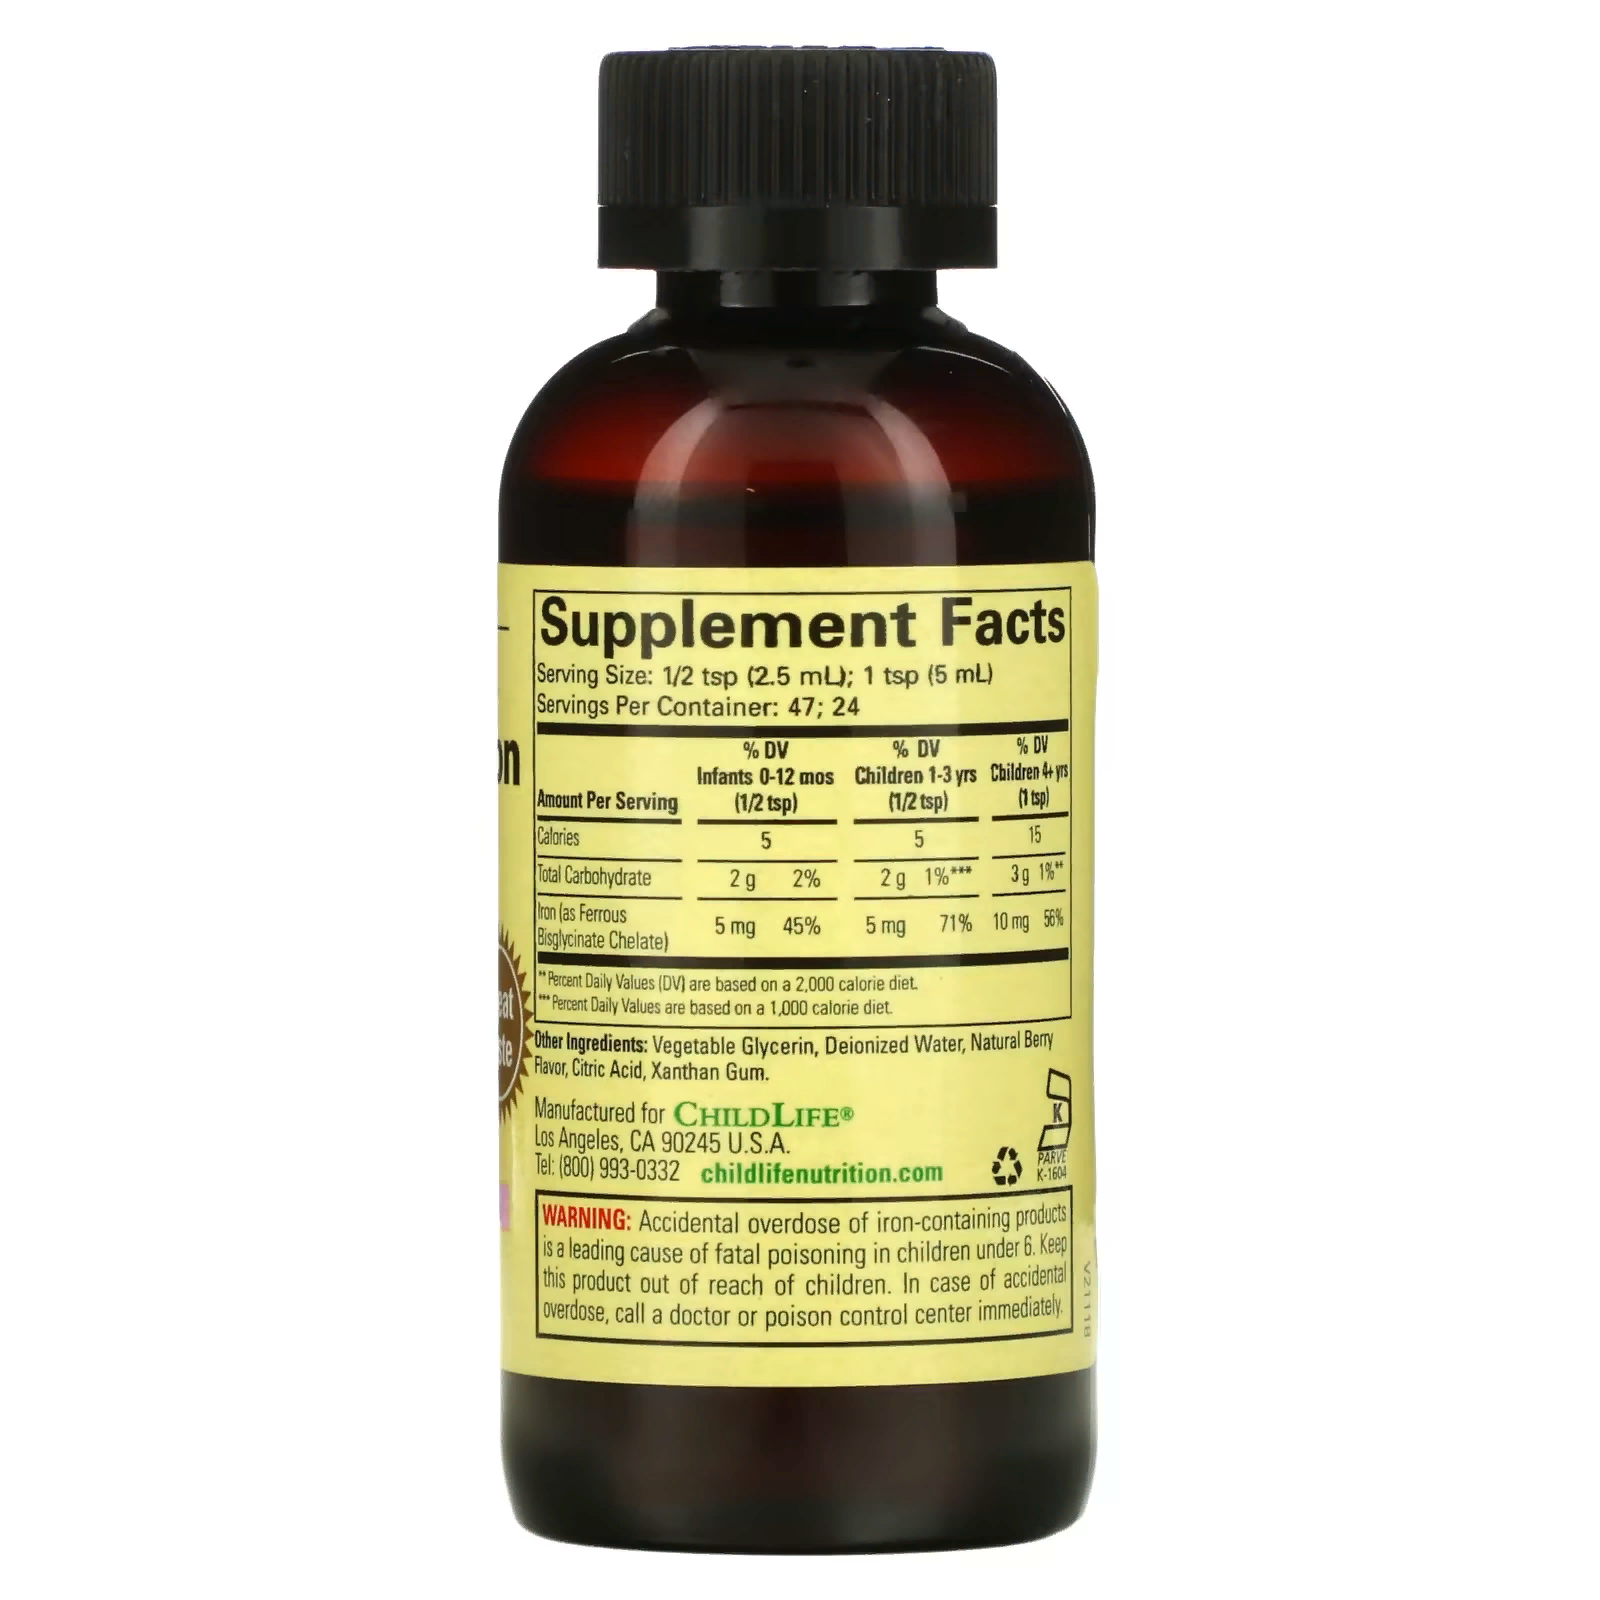 Supplement Facts
Serving Size: 1/2 tsp (2.5 mL); 1 tsp (5 mL)
Servings Per Container: 47; 24
% DV % DV % DV
Infants 0-12 mos Children 1-3 yrs Children 4+ yrs
Amount Per Serving (1/2 tsp) (1/2 tsp) (1 tsp)
Calories 5 5 15
Total Carbohydrate 2 g 2% 2 g 1%*** 3 g 1%**
Iron (as Ferrous
Bisglycinate Chelate) 5 mg 45% 5 mg 71% 10 mg 56%
** Percent Daily Values (DV) are based on a 2,000 calorie diet.
*** Percent Daily Values are based on a 1,000 calorie diet.
Other Ingredients: Vegetable Glycerin, Deionized Water, Natural Berry
Flavor, Citric Acid, Xanthan Gum.
Manufactured for CHILDLIFE®
Los Angeles, CA 90245 U.S.A.
Tel: (800) 993-0332 childlifenutrition.com
K
PARVE
K-1604
WARNING: Accidental overdose of iron-containing products
is a leading cause of fatal poisoning in children under 6. Keep
this product out of reach of children. In case of accidental
overdose, call a doctor or poison control center immediately.
V21118